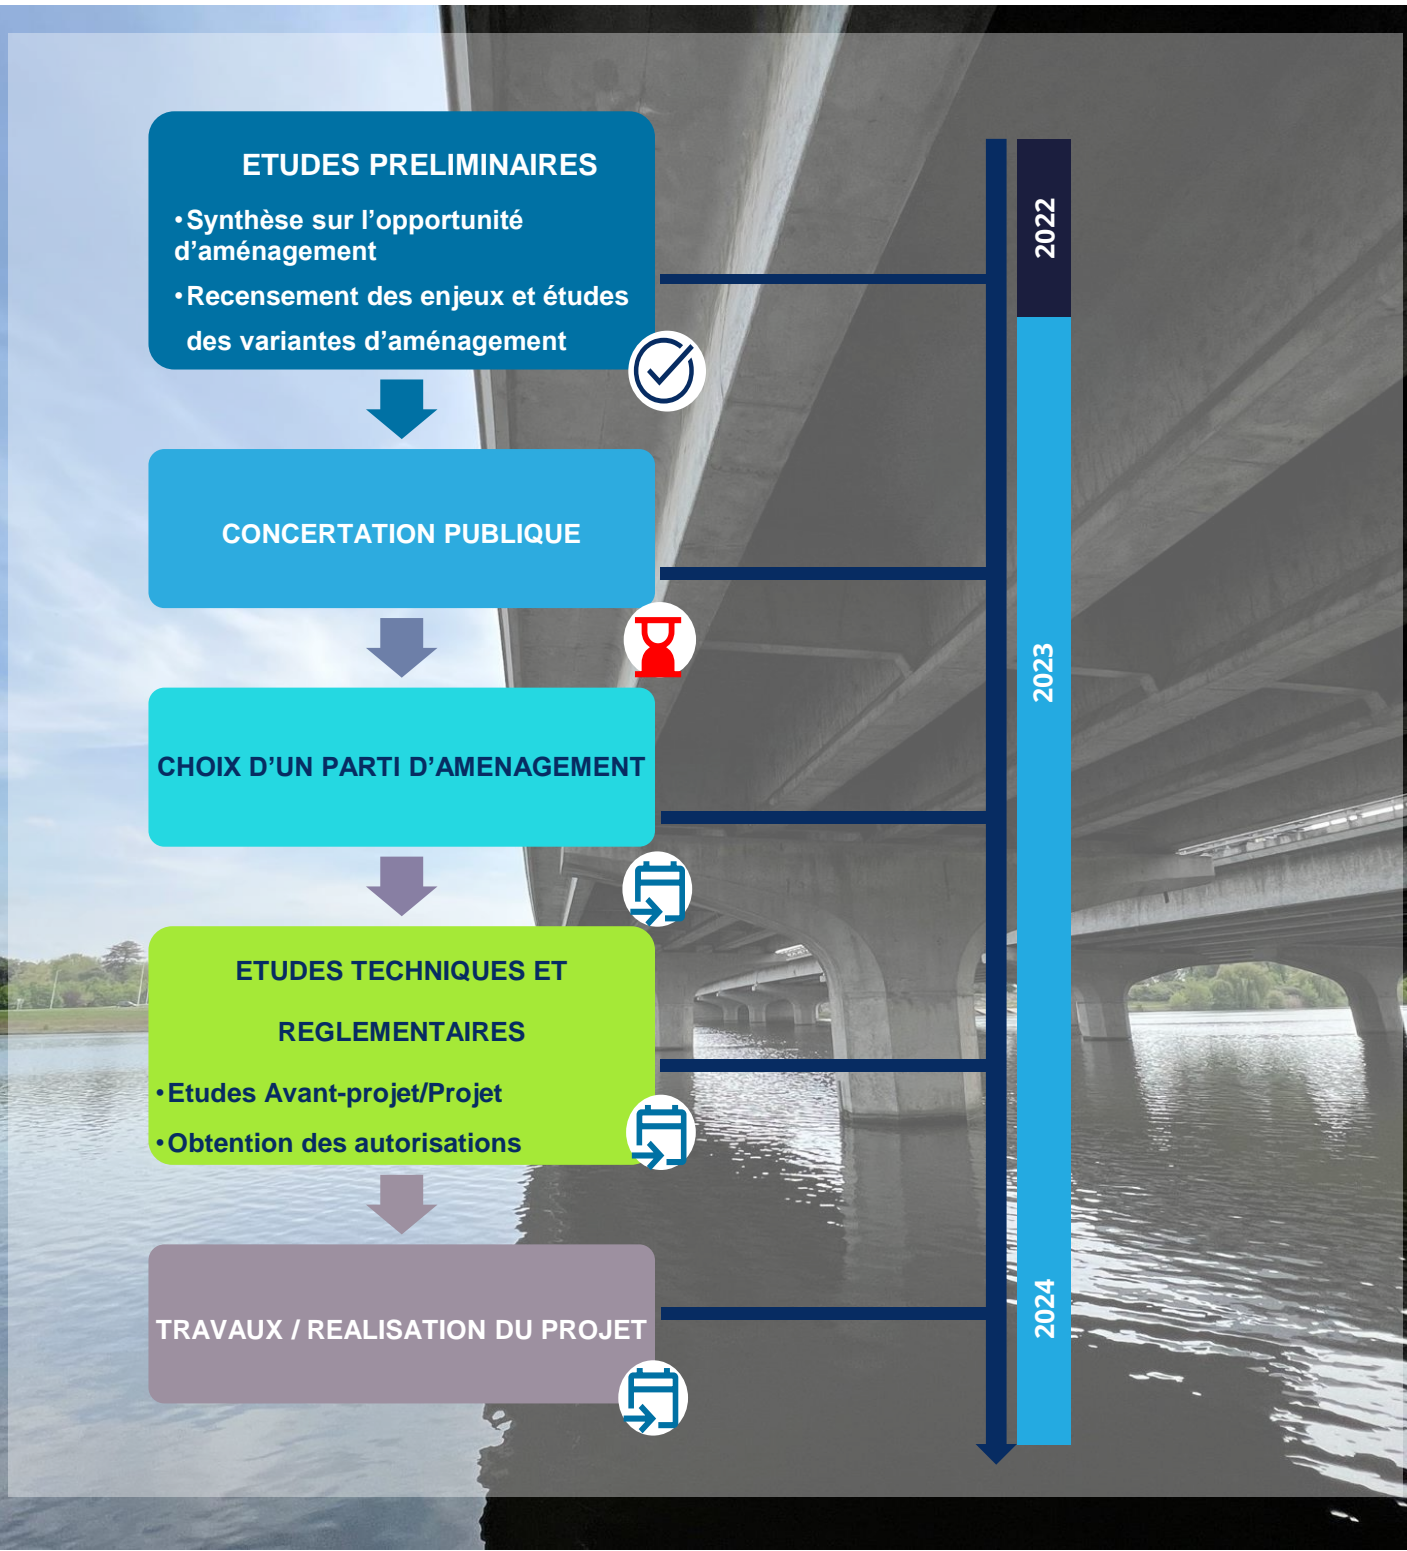 ETUDES PRELIMINAIRES
•Synthèse sur l’opportunité
d’aménagement
•Recensement des enjeux et études
des variantes d’aménagement
CONCERTATION PUBLIQUE
CHOIX D’UN PARTI D’AMENAGEMENT
ETUDES TECHNIQUES ET
REGLEMENTAIRES
•Etudes Avant-projet/Projet
•Obtention des autorisations
TRAVAUX / REALISATION DU PROJET
2022
2023
2024